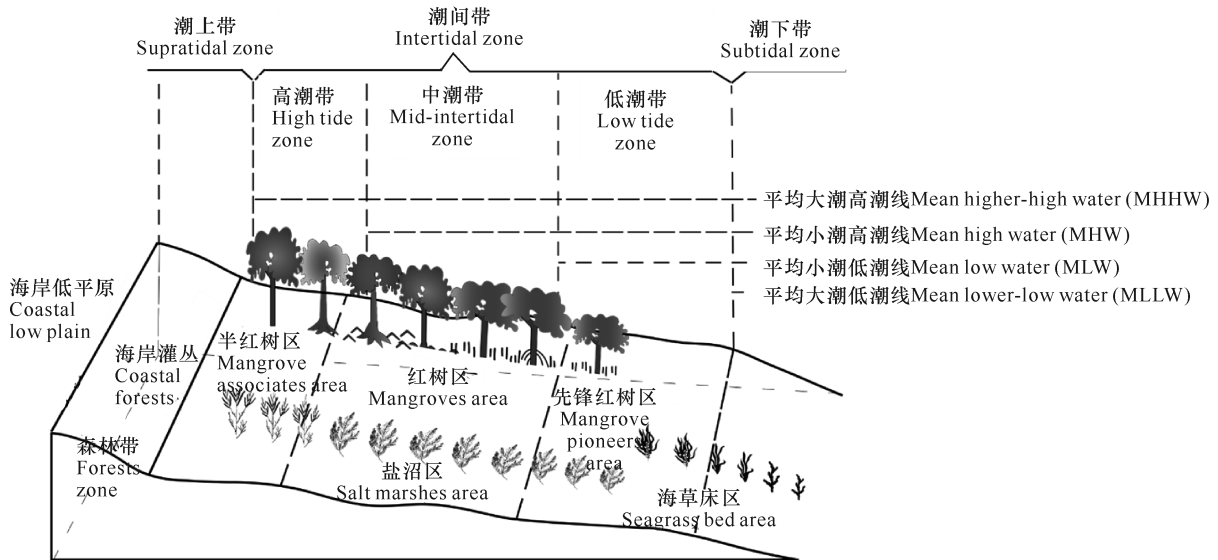 潮上带
Supratidal zone
潮间带
Intertidal zone
潮下带
Subtidal zone
高潮带
High tide
zone
中潮带
Mid-intertidal
zone
低潮带
Low tide
zone
平均大潮高潮线Mean higher-high water (MHHW)
平均小潮高潮线Mean high water (MHW)
平均小潮低潮线Mean low water (MLW)
平均大潮低潮线Mean lower-low water (MLLW)
海岸低平原
Coastal
low plain
海岸灌丛
Coastal
forests
半红树区
Mangrove
associates area
红树区
Mangroves area
先锋红树区
Mangrove
pioneers
area
森林带
Forests
zone
盐沼区
Salt marshes area
海草床区
Seagrass bed area